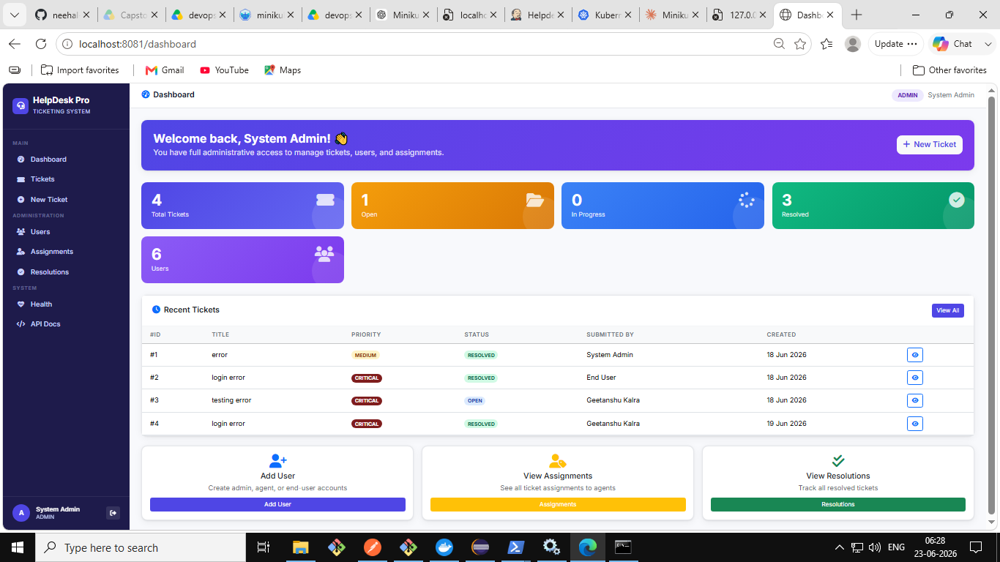 neehal
Capsto
devops
miniku
devops
Miniku
localho
Helpde
Kubern
Miniku
127.0.0
Dashbo
localhost:8081/dashboard
Update
Chat
Import favorites
Gmail
YouTube
Maps
Other favorites
HelpDesk Pro
TICKETING SYSTEM
MAIN
Dashboard
Tickets
New Ticket
ADMINISTRATION
Users
Assignments
Resolutions
SYSTEM
Health
API Docs
A
System Admin
ADMIN
Dashboard
ADMIN System Admin
Welcome back, System Admin! 👋
You have full administrative access to manage tickets, users, and assignments.
+ New Ticket
4
Total Tickets
1
Open
0
In Progress
3
Resolved
6
Users
Recent Tickets
View All
#ID TITLE PRIORITY STATUS SUBMITTED BY CREATED
#1 error MEDIUM RESOLVED System Admin 18 Jun 2026
#2 login error CRITICAL RESOLVED End User 18 Jun 2026
#3 testing error CRITICAL OPEN Geetanshu Kalra 18 Jun 2026
#4 login error CRITICAL RESOLVED Geetanshu Kalra 19 Jun 2026
Add User
Create admin, agent, or end-user accounts
Add User
View Assignments
See all ticket assignments to agents
Assignments
View Resolutions
Track all resolved tickets
Resolutions
Type here to search
ENG
06:28
23-06-2026